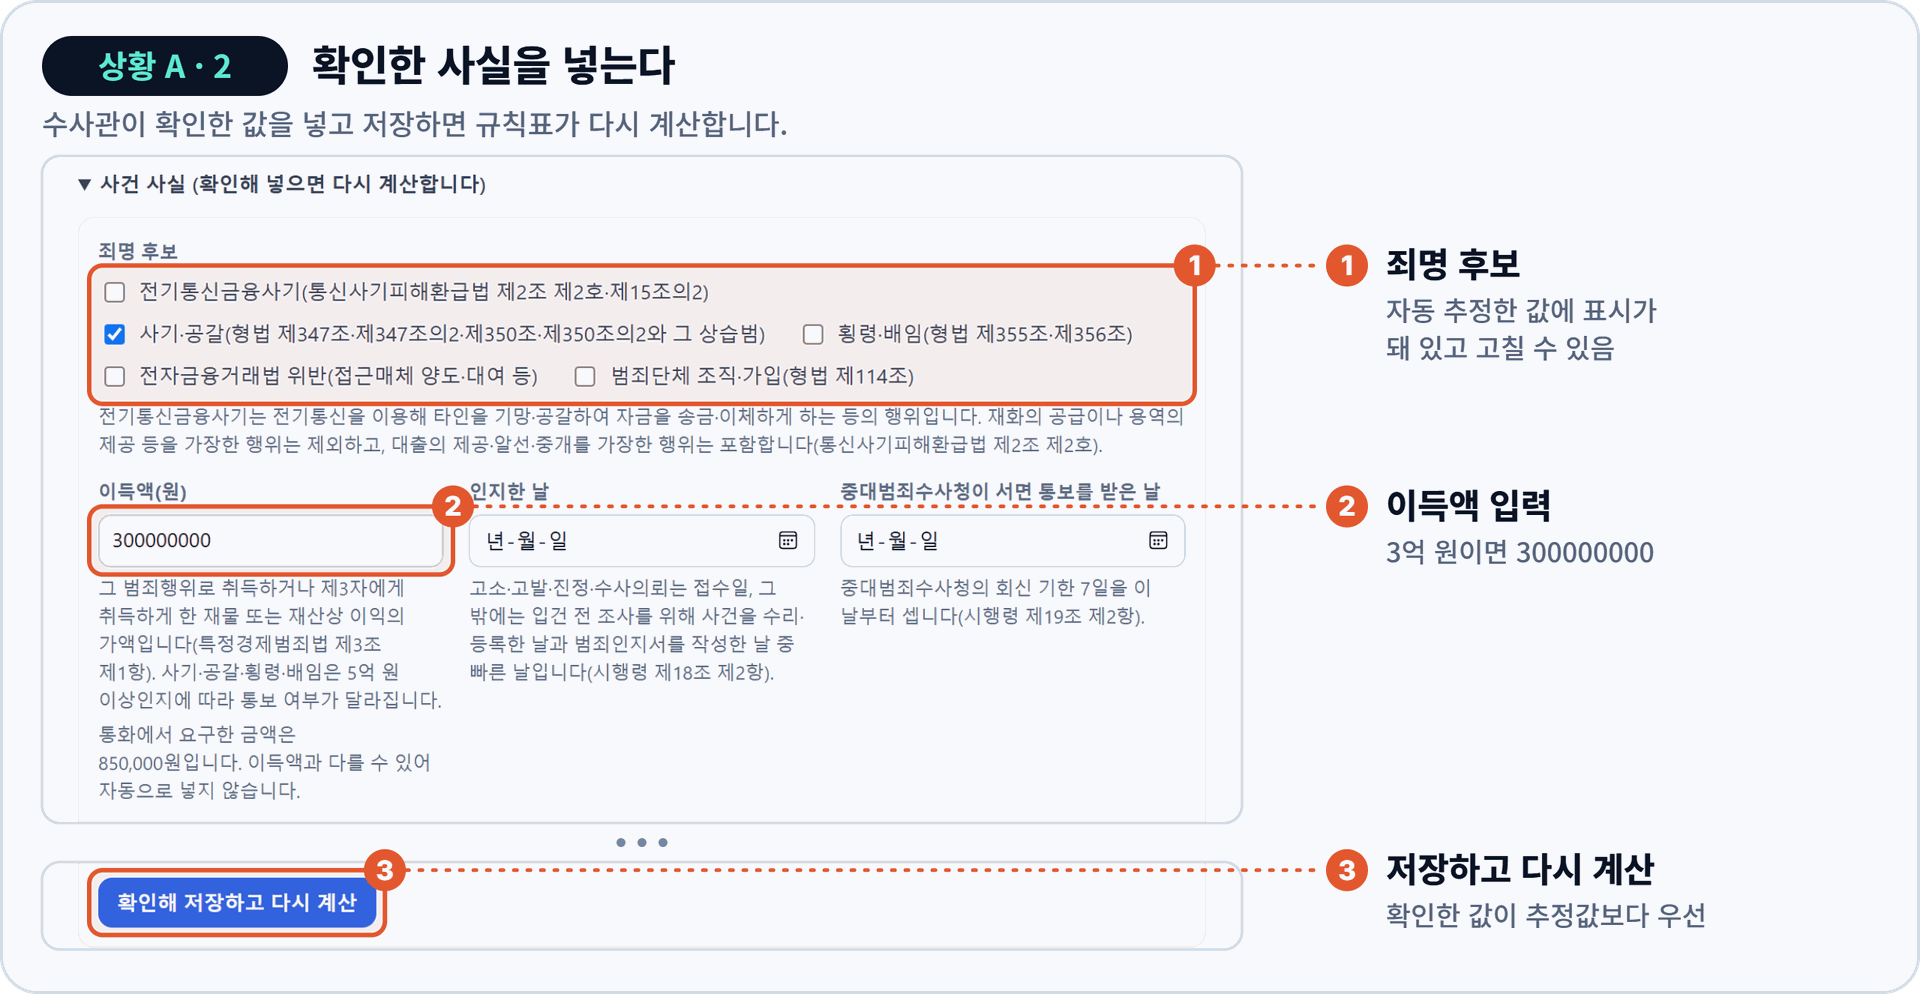 상황 A · 2
확인한 사실을 넣는다
수사관이 확인한 값을 넣고 저장하면 규칙표가 다시 계산합니다.
▼ 사건 사실 (확인해 넣으면 다시 계산합니다)
죄명 후보
전기통신금융사기(통신사기피해환급법 제2조 제2호·제15조의2)
사기·공갈(형법 제347조·제347조의2·제350조·제350조의2와 그 상습범)
횡령·배임(형법 제355조·제356조)
전자금융거래법 위반(접근매체 양도·대여 등)
범죄단체 조직·가입(형법 제114조)
전기통신금융사기는 전기통신을 이용해 타인을 기망·공갈하여 자금을 송금·이체하게 하는 등의 행위입니다. 재화의 공급이나 용역의
제공 등을 가장한 행위는 제외하고, 대출의 제공·알선·중개를 가장한 행위는 포함합니다(통신사기피해환급법 제2조 제2호).
이득액(원)
300000000
그 범죄행위로 취득하거나 제3자에게
취득하게 한 재물 또는 재산상 이익의
가액입니다(특정경제범죄법 제3조
제1항). 사기·공갈·횡령·배임은 5억 원
이상인지에 따라 통보 여부가 달라집니다.
통화에서 요구한 금액은
850,000원입니다. 이득액과 다를 수 있어
자동으로 넣지 않습니다.
인지한 날
년-월-일
고소·고발·진정·수사의뢰는 접수일, 그
밖에는 입건 전 조사를 위해 사건을 수리·
등록한 날과 범죄인지서를 작성한 날 중
빠른 날입니다(시행령 제18조 제2항).
중대범죄수사청이 서면 통보를 받은 날
년-월-일
중대범죄수사청의 회신 기한 7일을 이
날부터 셉니다(시행령 제19조 제2항).
확인해 저장하고 다시 계산
1
1
죄명 후보
자동 추정한 값에 표시가
돼 있고 고칠 수 있음
2
2
이득액 입력
3억 원이면 300000000
3
3
저장하고 다시 계산
확인한 값이 추정값보다 우선